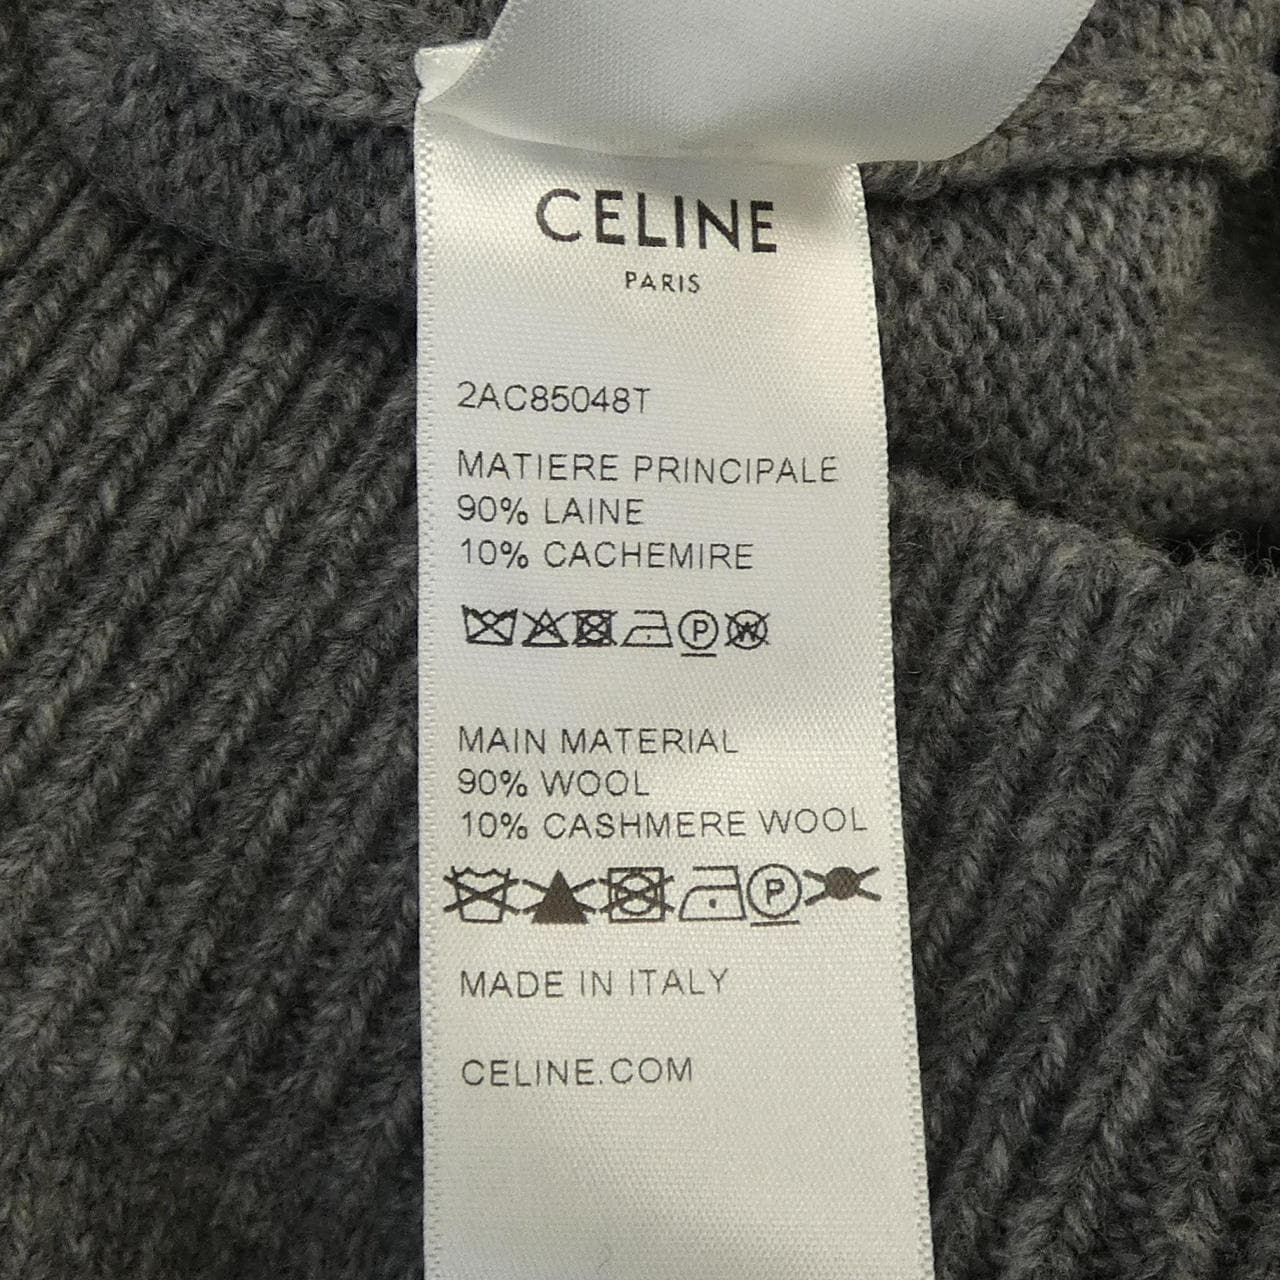 CELINE
PARIS
2AC85048T
MATIERE PRINCIPALE
90% LAINE
10% CACHEMIRE
P W
MAIN MATERIAL
90% WOOL
10% CASHMERE WOOL
P
MADE IN ITALY
CELINE.COM